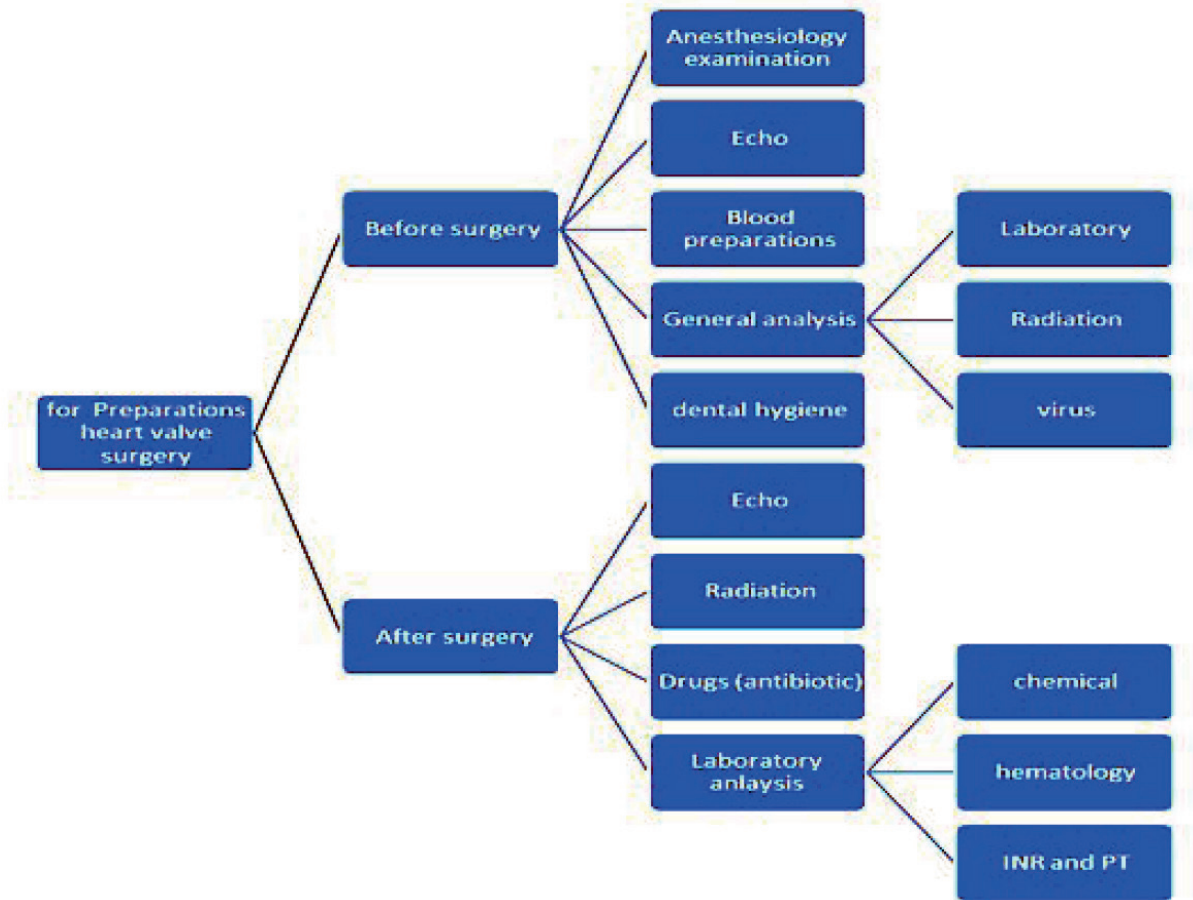 for Preparations
heart valve
surgery
Before surgery
Anesthesiology
examination
Echo
Blood
preparations
General analysis
Laboratory
Radiation
virus
dental hygiene
After surgery
Echo
Radiation
Drugs (antibiotic)
Laboratory
anlaysis
chemical
hematology
INR and PT